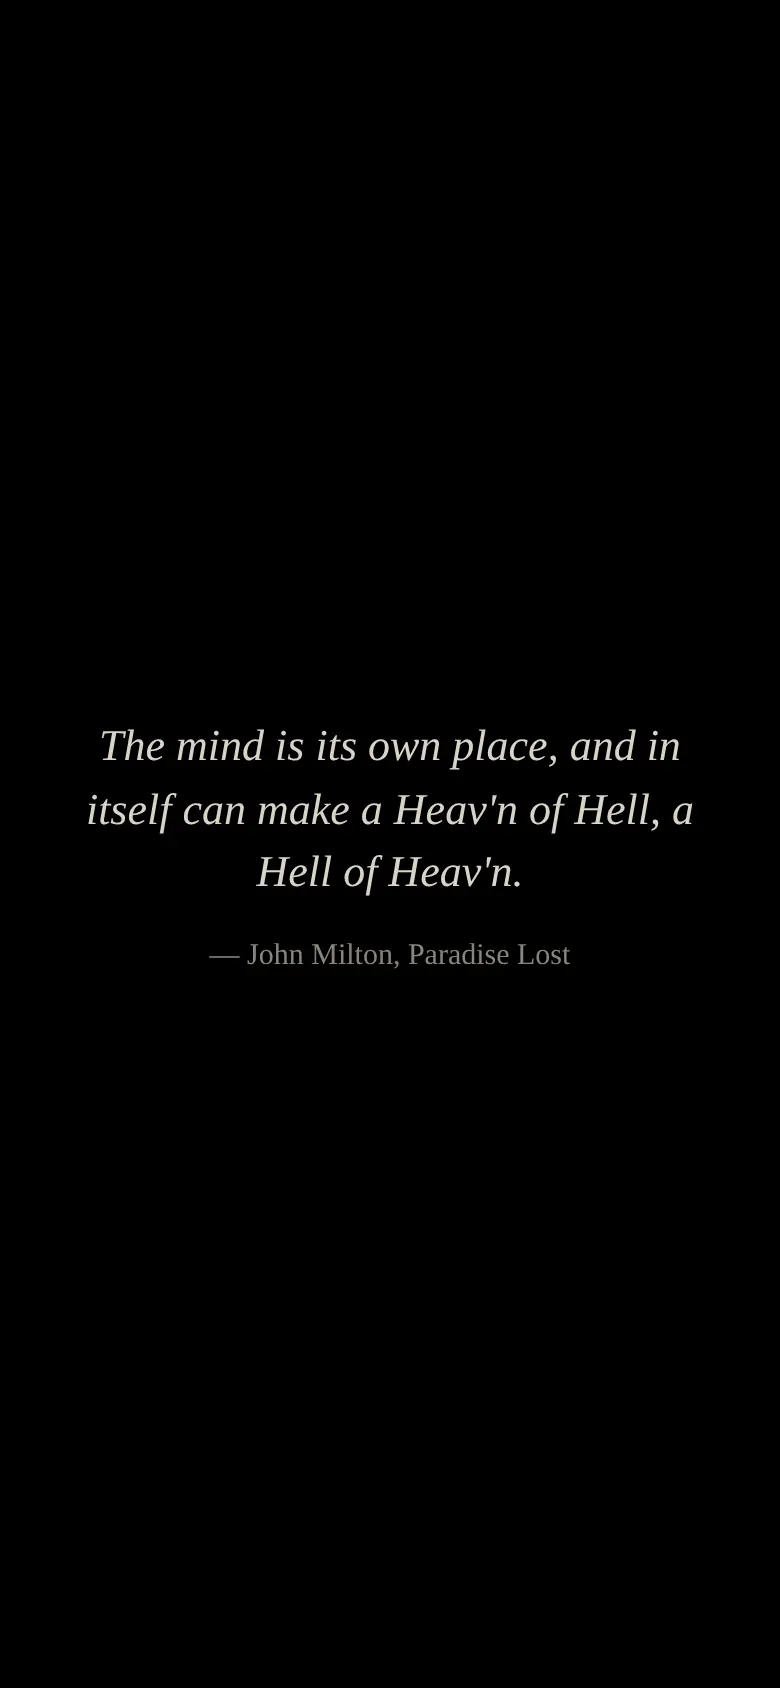 The mind is its own place, and in
itself can make a Heav'n of Hell, a
Hell of Heav'n.
— John Milton, Paradise Lost